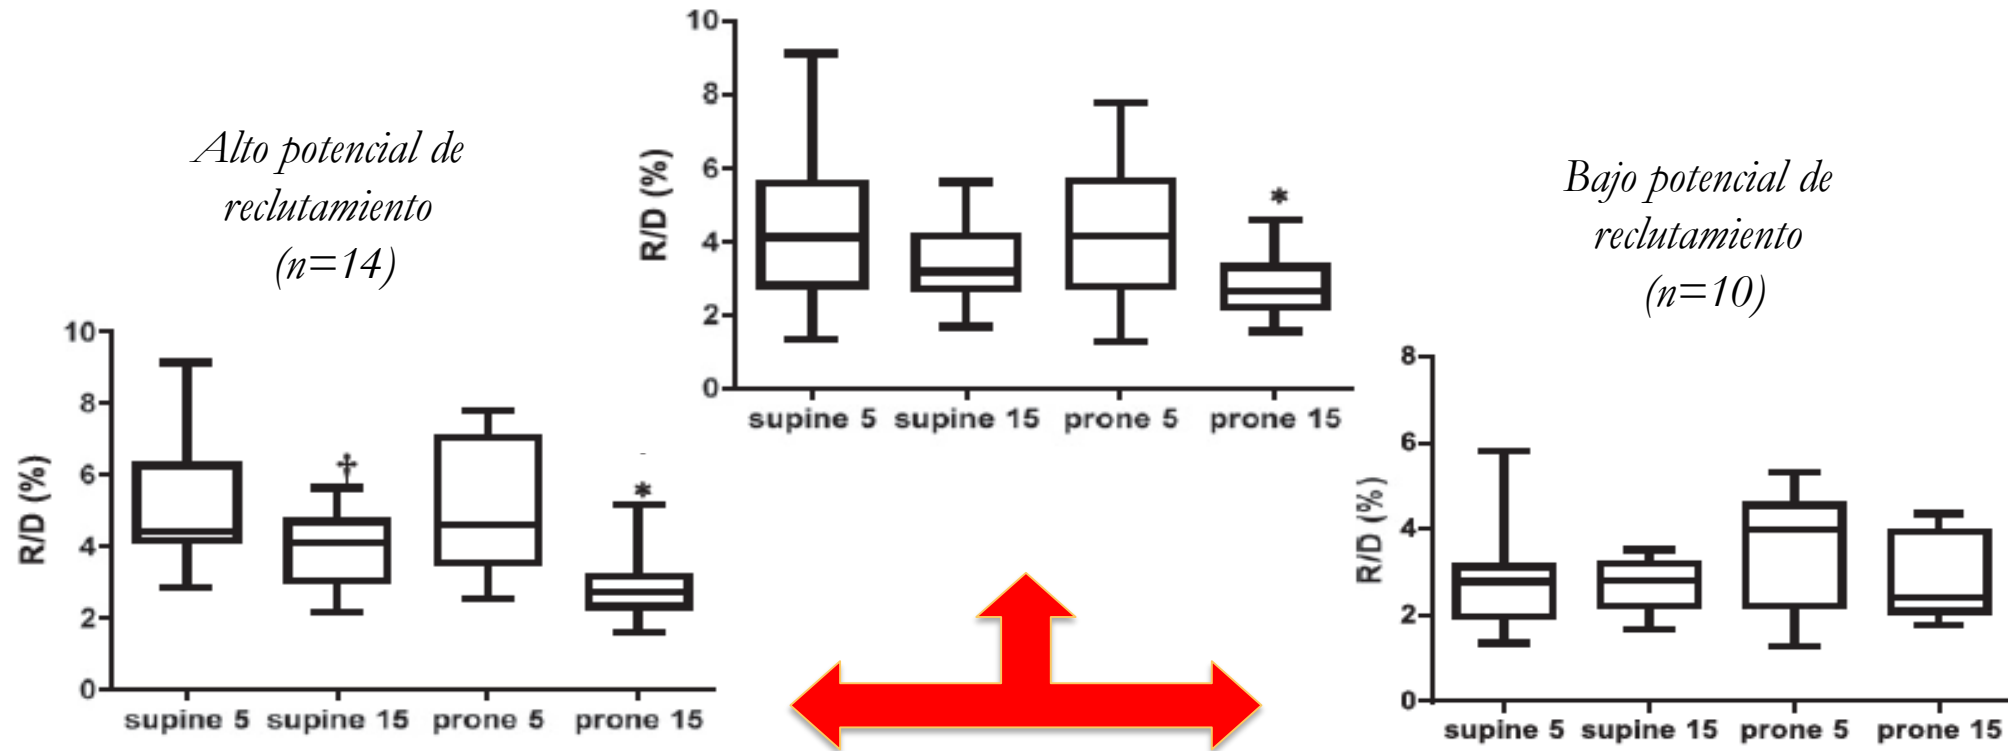 Alto potencial de
reclutamiento
(n=14)
10
8
6
4
2
0
R/D (%)
†
*
supine 5 supine 15 prone 5 prone 15
10
8
6
4
2
0
R/D (%)
*
supine 5 supine 15 prone 5 prone 15
Bajo potencial de
reclutamiento
(n=10)
8
6
4
2
0
R/D (%)
supine 5 supine 15 prone 5 prone 15